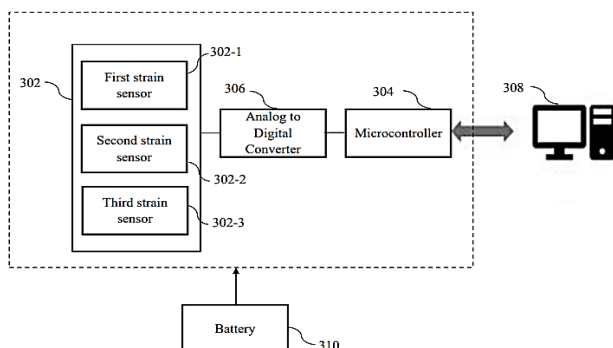 302-1
302
First strain
sensor
306
304
308
Analog to
Digital
Converter
Microcontroller
Second strain
sensor
302-2
Third strain
sensor
302-3
Battery
310